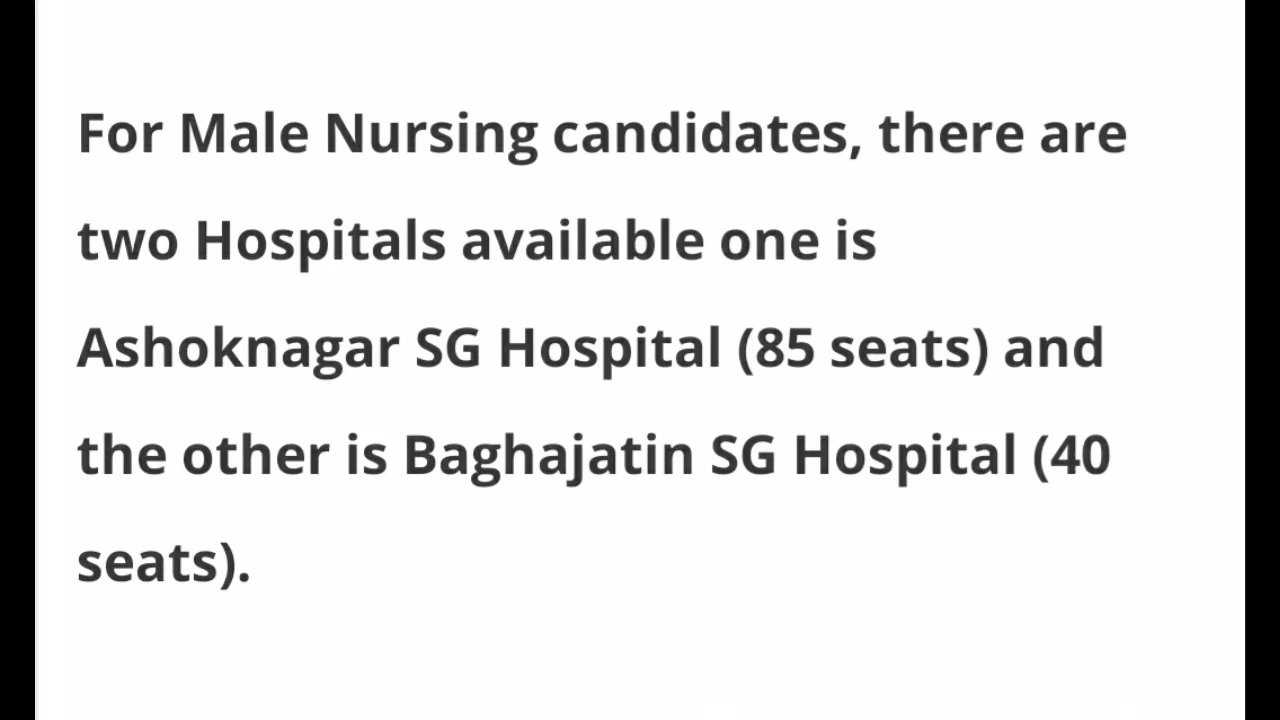 For Male Nursing candidates, there are
two Hospitals available one is
Ashoknagar SG Hospital (85 seats) and
the other is Baghajatin SG Hospital (40
seats).